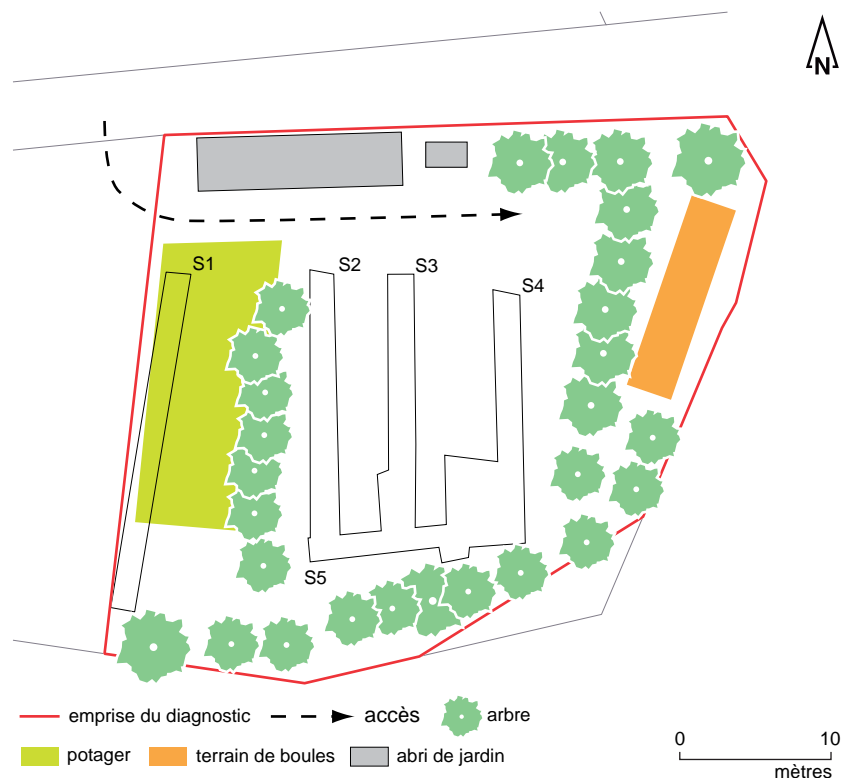 N
S1
S2
S3
S4
S5
emprise du diagnostic
accès
arbre
potager
terrain de boules
abri de jardin
0 10
mètres